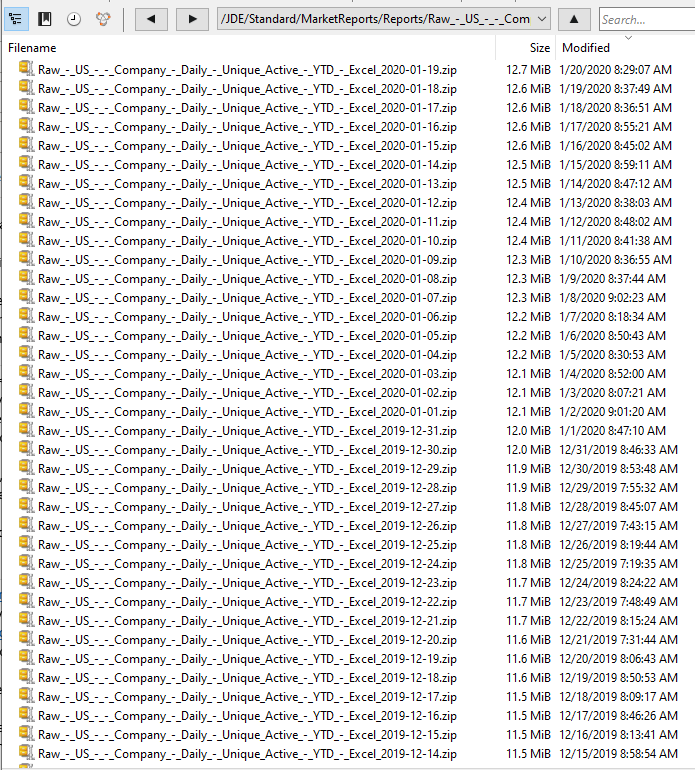 /JDE/Standard/MarketReports/Reports/Raw_-_US_-_-_Com
Search...
Filename Size Modified
Raw_-_US_-_-_Company_-_Daily_-_Unique_Active_-_YTD_-_Excel_2020-01-19.zip 12.7 MiB 1/20/2020 8:29:07 AM
Raw_-_US_-_-_Company_-_Daily_-_Unique_Active_-_YTD_-_Excel_2020-01-18.zip 12.6 MiB 1/19/2020 8:37:49 AM
Raw_-_US_-_-_Company_-_Daily_-_Unique_Active_-_YTD_-_Excel_2020-01-17.zip 12.6 MiB 1/18/2020 8:36:51 AM
Raw_-_US_-_-_Company_-_Daily_-_Unique_Active_-_YTD_-_Excel_2020-01-16.zip 12.6 MiB 1/17/2020 8:55:21 AM
Raw_-_US_-_-_Company_-_Daily_-_Unique_Active_-_YTD_-_Excel_2020-01-15.zip 12.6 MiB 1/16/2020 8:45:02 AM
Raw_-_US_-_-_Company_-_Daily_-_Unique_Active_-_YTD_-_Excel_2020-01-14.zip 12.5 MiB 1/15/2020 8:59:11 AM
Raw_-_US_-_-_Company_-_Daily_-_Unique_Active_-_YTD_-_Excel_2020-01-13.zip 12.5 MiB 1/14/2020 8:47:12 AM
Raw_-_US_-_-_Company_-_Daily_-_Unique_Active_-_YTD_-_Excel_2020-01-12.zip 12.4 MiB 1/13/2020 8:38:03 AM
Raw_-_US_-_-_Company_-_Daily_-_Unique_Active_-_YTD_-_Excel_2020-01-11.zip 12.4 MiB 1/12/2020 8:48:02 AM
Raw_-_US_-_-_Company_-_Daily_-_Unique_Active_-_YTD_-_Excel_2020-01-10.zip 12.4 MiB 1/11/2020 8:41:38 AM
Raw_-_US_-_-_Company_-_Daily_-_Unique_Active_-_YTD_-_Excel_2020-01-09.zip 12.3 MiB 1/10/2020 8:36:55 AM
Raw_-_US_-_-_Company_-_Daily_-_Unique_Active_-_YTD_-_Excel_2020-01-08.zip 12.3 MiB 1/9/2020 8:37:44 AM
Raw_-_US_-_-_Company_-_Daily_-_Unique_Active_-_YTD_-_Excel_2020-01-07.zip 12.3 MiB 1/8/2020 9:02:23 AM
Raw_-_US_-_-_Company_-_Daily_-_Unique_Active_-_YTD_-_Excel_2020-01-06.zip 12.2 MiB 1/7/2020 8:18:34 AM
Raw_-_US_-_-_Company_-_Daily_-_Unique_Active_-_YTD_-_Excel_2020-01-05.zip 12.2 MiB 1/6/2020 8:50:43 AM
Raw_-_US_-_-_Company_-_Daily_-_Unique_Active_-_YTD_-_Excel_2020-01-04.zip 12.2 MiB 1/5/2020 8:30:53 AM
Raw_-_US_-_-_Company_-_Daily_-_Unique_Active_-_YTD_-_Excel_2020-01-03.zip 12.1 MiB 1/4/2020 8:52:00 AM
Raw_-_US_-_-_Company_-_Daily_-_Unique_Active_-_YTD_-_Excel_2020-01-02.zip 12.1 MiB 1/3/2020 8:07:21 AM
Raw_-_US_-_-_Company_-_Daily_-_Unique_Active_-_YTD_-_Excel_2020-01-01.zip 12.1 MiB 1/2/2020 9:01:20 AM
Raw_-_US_-_-_Company_-_Daily_-_Unique_Active_-_YTD_-_Excel_2019-12-31.zip 12.0 MiB 1/1/2020 8:47:10 AM
Raw_-_US_-_-_Company_-_Daily_-_Unique_Active_-_YTD_-_Excel_2019-12-30.zip 12.0 MiB 12/31/2019 8:46:33 AM
Raw_-_US_-_-_Company_-_Daily_-_Unique_Active_-_YTD_-_Excel_2019-12-29.zip 11.9 MiB 12/30/2019 8:53:48 AM
Raw_-_US_-_-_Company_-_Daily_-_Unique_Active_-_YTD_-_Excel_2019-12-28.zip 11.9 MiB 12/29/2019 7:55:32 AM
Raw_-_US_-_-_Company_-_Daily_-_Unique_Active_-_YTD_-_Excel_2019-12-27.zip 11.8 MiB 12/28/2019 8:45:07 AM
Raw_-_US_-_-_Company_-_Daily_-_Unique_Active_-_YTD_-_Excel_2019-12-26.zip 11.8 MiB 12/27/2019 7:43:15 AM
Raw_-_US_-_-_Company_-_Daily_-_Unique_Active_-_YTD_-_Excel_2019-12-25.zip 11.8 MiB 12/26/2019 8:19:44 AM
Raw_-_US_-_-_Company_-_Daily_-_Unique_Active_-_YTD_-_Excel_2019-12-24.zip 11.8 MiB 12/25/2019 7:19:35 AM
Raw_-_US_-_-_Company_-_Daily_-_Unique_Active_-_YTD_-_Excel_2019-12-23.zip 11.7 MiB 12/24/2019 8:24:22 AM
Raw_-_US_-_-_Company_-_Daily_-_Unique_Active_-_YTD_-_Excel_2019-12-22.zip 11.7 MiB 12/23/2019 7:48:49 AM
Raw_-_US_-_-_Company_-_Daily_-_Unique_Active_-_YTD_-_Excel_2019-12-21.zip 11.7 MiB 12/22/2019 8:15:24 AM
Raw_-_US_-_-_Company_-_Daily_-_Unique_Active_-_YTD_-_Excel_2019-12-20.zip 11.6 MiB 12/21/2019 7:31:44 AM
Raw_-_US_-_-_Company_-_Daily_-_Unique_Active_-_YTD_-_Excel_2019-12-19.zip 11.6 MiB 12/20/2019 8:06:43 AM
Raw_-_US_-_-_Company_-_Daily_-_Unique_Active_-_YTD_-_Excel_2019-12-18.zip 11.6 MiB 12/19/2019 8:50:53 AM
Raw_-_US_-_-_Company_-_Daily_-_Unique_Active_-_YTD_-_Excel_2019-12-17.zip 11.5 MiB 12/18/2019 8:09:17 AM
Raw_-_US_-_-_Company_-_Daily_-_Unique_Active_-_YTD_-_Excel_2019-12-16.zip 11.5 MiB 12/17/2019 8:46:26 AM
Raw_-_US_-_-_Company_-_Daily_-_Unique_Active_-_YTD_-_Excel_2019-12-15.zip 11.5 MiB 12/16/2019 8:13:41 AM
Raw_-_US_-_-_Company_-_Daily_-_Unique_Active_-_YTD_-_Excel_2019-12-14.zip 11.5 MiB 12/15/2019 8:58:54 AM